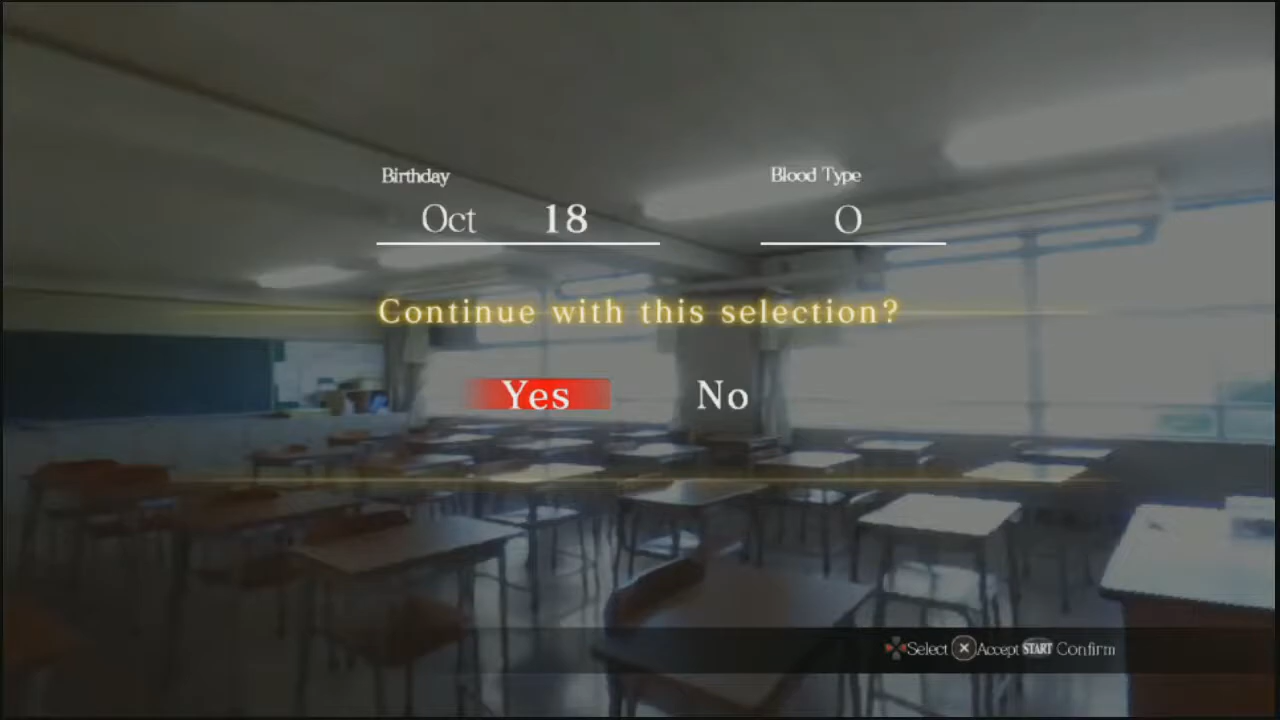 Birthday Blood Type
Oct 18 O
Continue with this selection?
Yes No
Select Accept START Confirm